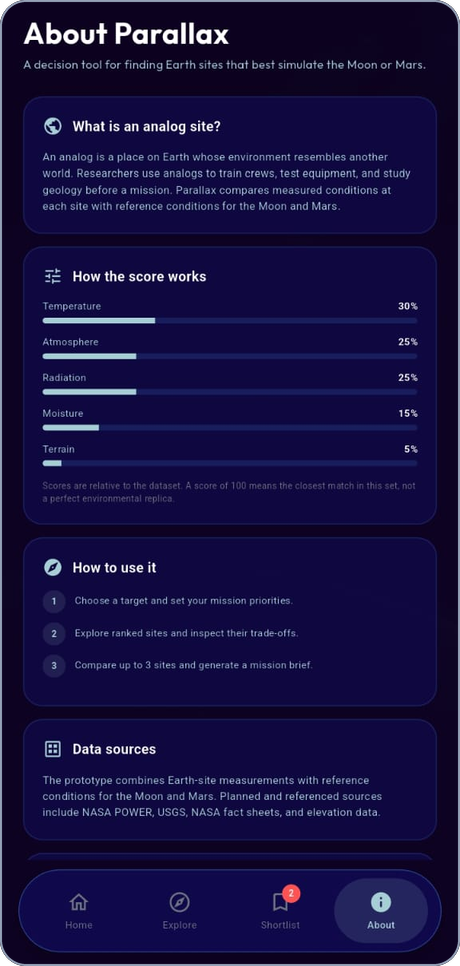 About Parallax
A decision tool for finding Earth sites that best simulate the Moon or Mars.
What is an analog site?
An analog is a place on Earth whose environment resembles another
world. Researchers use analogs to train crews, test equipment, and study
geology before a mission. Parallax compares measured conditions at
each site with reference conditions for the Moon and Mars.
How the score works
Temperature 30%
Atmosphere 25%
Radiation 25%
Moisture 15%
Terrain 5%
Scores are relative to the dataset. A score of 100 means the closest match in this set, not
a perfect environmental replica.
How to use it
1 Choose a target and set your mission priorities.
2 Explore ranked sites and inspect their trade-offs.
3 Compare up to 3 sites and generate a mission brief.
Data sources
The prototype combines Earth-site measurements with reference
conditions for the Moon and Mars. Planned and referenced sources
include NASA POWER, USGS, NASA fact sheets, and elevation data.
2
Home Explore Shortlist About